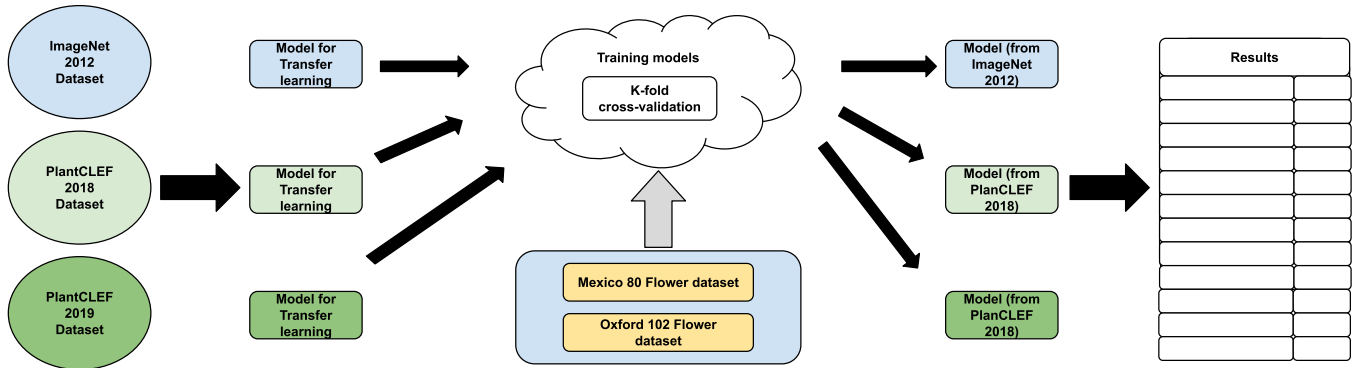 ImageNet
2012
Dataset
PlantCLEF
2018
Dataset
PlantCLEF
2019
Dataset
Model for
Transfer
learning
Model for
Transfer
learning
Model for
Transfer
learning
Training models
K-fold
cross-validation
Mexico 80 Flower dataset
Oxford 102 Flower
dataset
Model (from
ImageNet
2012)
Model (from
PlanCLEF
2018)
Model (from
PlanCLEF
2018)
Results